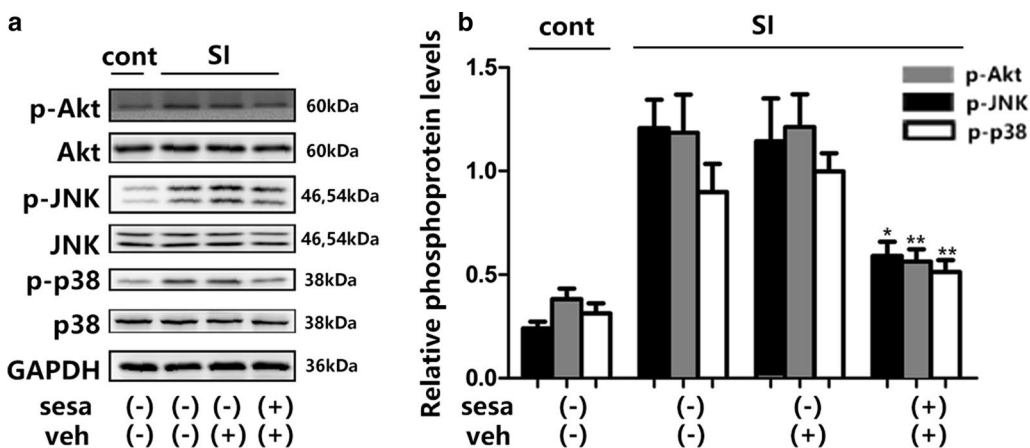 a
cont SI
p-Akt 60kDa
Akt 60kDa
p-JNK 46,54kDa
JNK 46,54kDa
p-p38 38kDa
p38 38kDa
GAPDH 36kDa
sesa (-) (-) (-) (+)
veh (-) (-) (+) (+)
b
cont SI
Relative phosphoprotein levels
1.5
1.0
0.5
0.0
p-Akt
p-JNK
p-p38
* ** **
sesa (-) (-) (-) (+)
veh (-) (-) (+) (+)